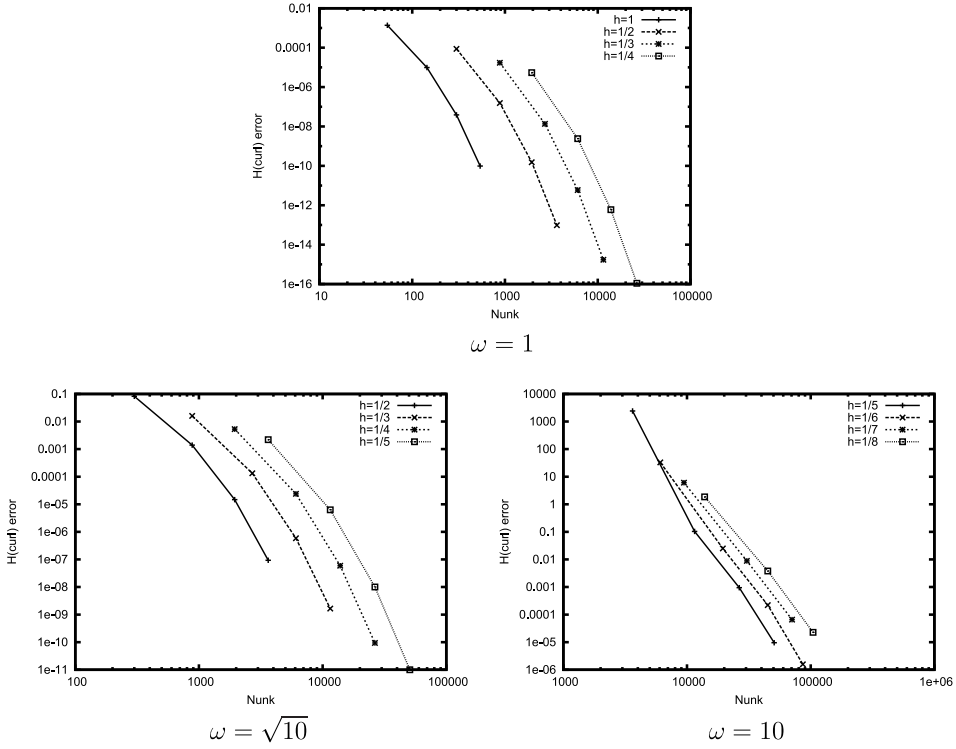 0.01
0.0001
1e-06
1e-08
1e-10
1e-12
1e-14
1e-16
H(curl) error
10
100
1000
10000
100000
Nunk
h=1
h=1/2
h=1/3
h=1/4
ω = 1
0.1
0.01
0.001
0.0001
1e-05
1e-06
1e-07
1e-08
1e-09
1e-10
1e-11
H(curl) error
100
1000
10000
100000
Nunk
h=1/2
h=1/3
h=1/4
h=1/5
ω = √10
10000
1000
100
10
1
0.1
0.01
0.001
0.0001
1e-05
1e-06
H(curl) error
1000
10000
100000
1e+06
Nunk
h=1/5
h=1/6
h=1/7
h=1/8
ω = 10